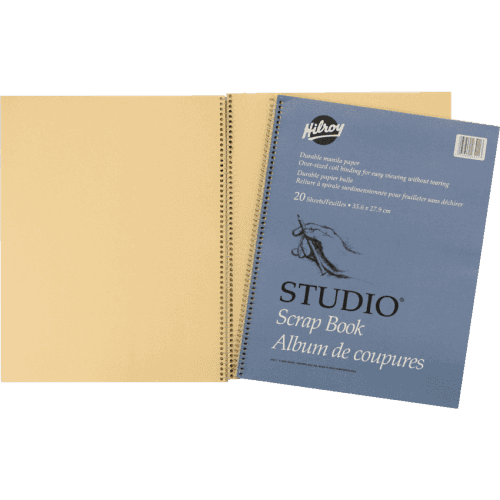 Hilroy
Durable manila paper
Over-sized coil binding for easy viewing without tearing
Durable papier bulle
Reliure à spirale surdimensionnée pour feuilleter sans déchirer
20 Sheets/Feuilles • 35.6 x 27.9 cm
STUDIO®
Scrap Book
Album de coupures